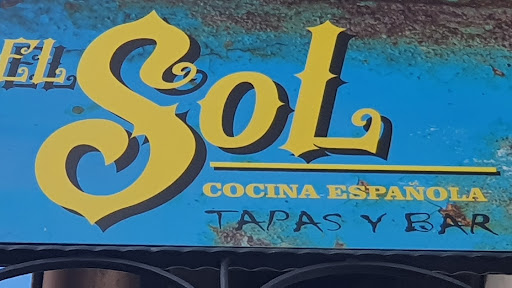 EL SOL
COCINA ESPAÑOLA
TAPAS Y BAR